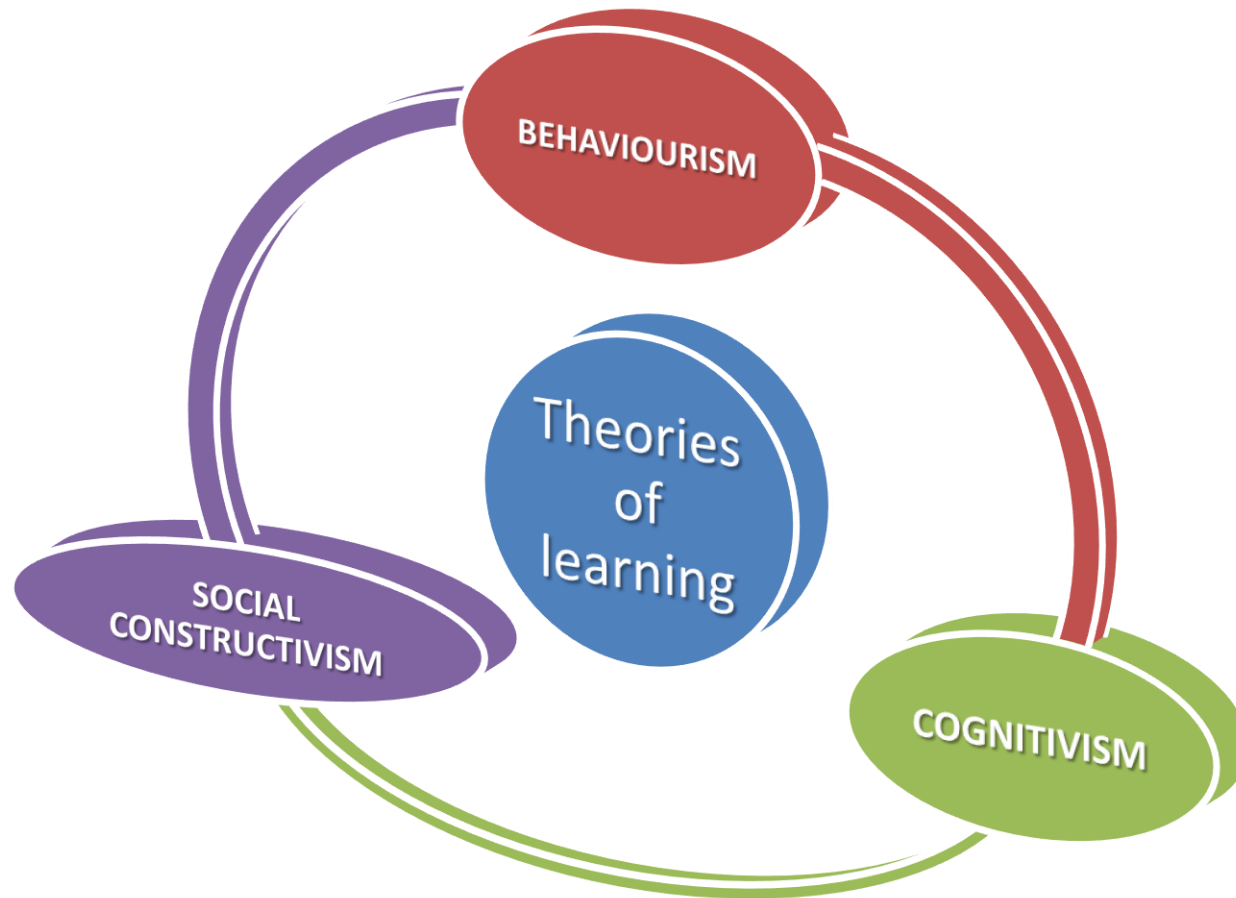 BEHAVIOURISM
Theories
of
learning
SOCIAL
CONSTRUCTIVISM
COGNITIVISM